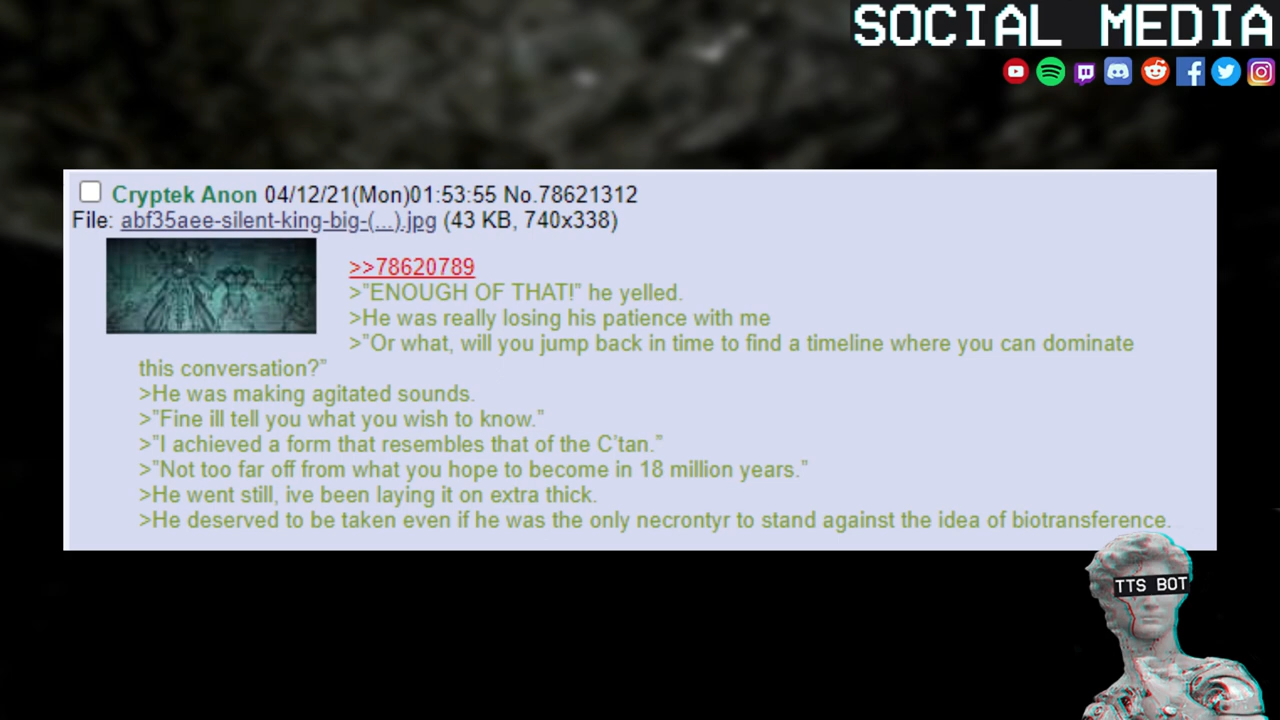 SOCIAL MEDIA
Cryptek Anon 04/12/21(Mon)01:53:55 No.78621312
File: abf35aee-silent-king-big-(...).jpg (43 KB, 740x338)
>>78620789
>"ENOUGH OF THAT!" he yelled.
>He was really losing his patience with me
>"Or what, will you jump back in time to find a timeline where you can dominate
this conversation?"
>He was making agitated sounds.
>"Fine ill tell you what you wish to know."
>"I achieved a form that resembles that of the C'tan."
>"Not too far off from what you hope to become in 18 million years."
>He went still, ive been laying it on extra thick.
>He deserved to be taken even if he was the only necrontyr to stand against the idea of biotransference.
TTS BOT